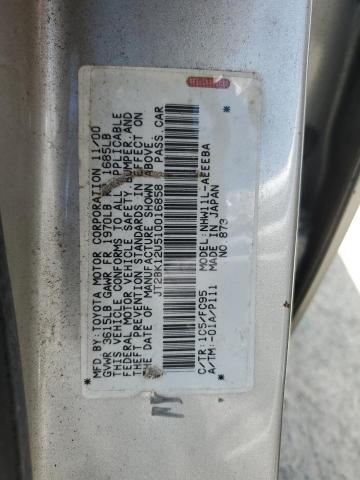 MFD.BY:TOYOTA MOTOR CORPORATION 11/00
GVWR 3615LB GAWR FR 1970LB RR 1685LB
THIS VEHICLE CONFORMS TO ALL APPLICABLE
FEDERAL MOTOR VEHICLE SAFETY, BUMPER, AND
THEFT PREVENTION STANDARDS IN EFFECT ON
THE DATE OF MANUFACTURE SHOWN ABOVE.
JT2BK12U510016858 PASS.CAR
C/TR:1C5/FC95 MODEL:NHW11L-AEEEBA
A/TM:-01A/P111 MADE IN JAPAN
* NO 873 *